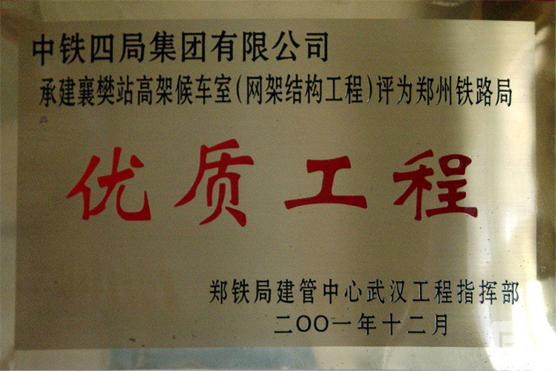 中铁四局集团有限公司
承建襄樊站高架候车室(网架结构工程)评为郑州铁路局
优质工程
郑铁局建管中心武汉工程指挥部
二〇〇一年十二月